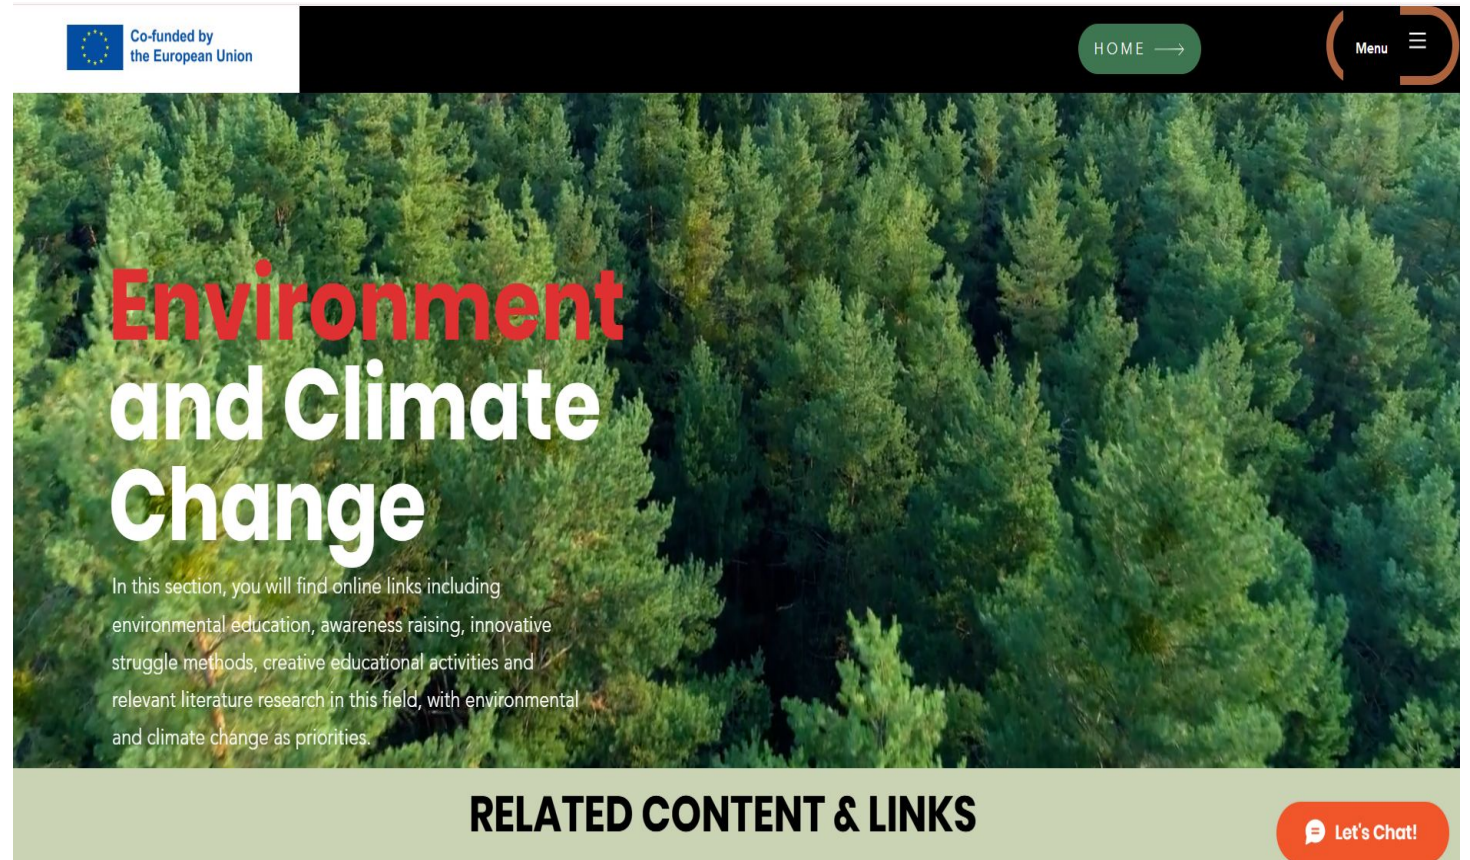 Co-funded by
the European Union
HOME
Menu
Environment
and Climate
Change
In this section, you will find online links including
environmental education, awareness raising, innovative
struggle methods, creative educational activities and
relevant literature research in this field, with environmental
and climate change as priorities.
RELATED CONTENT & LINKS
Let's Chat!